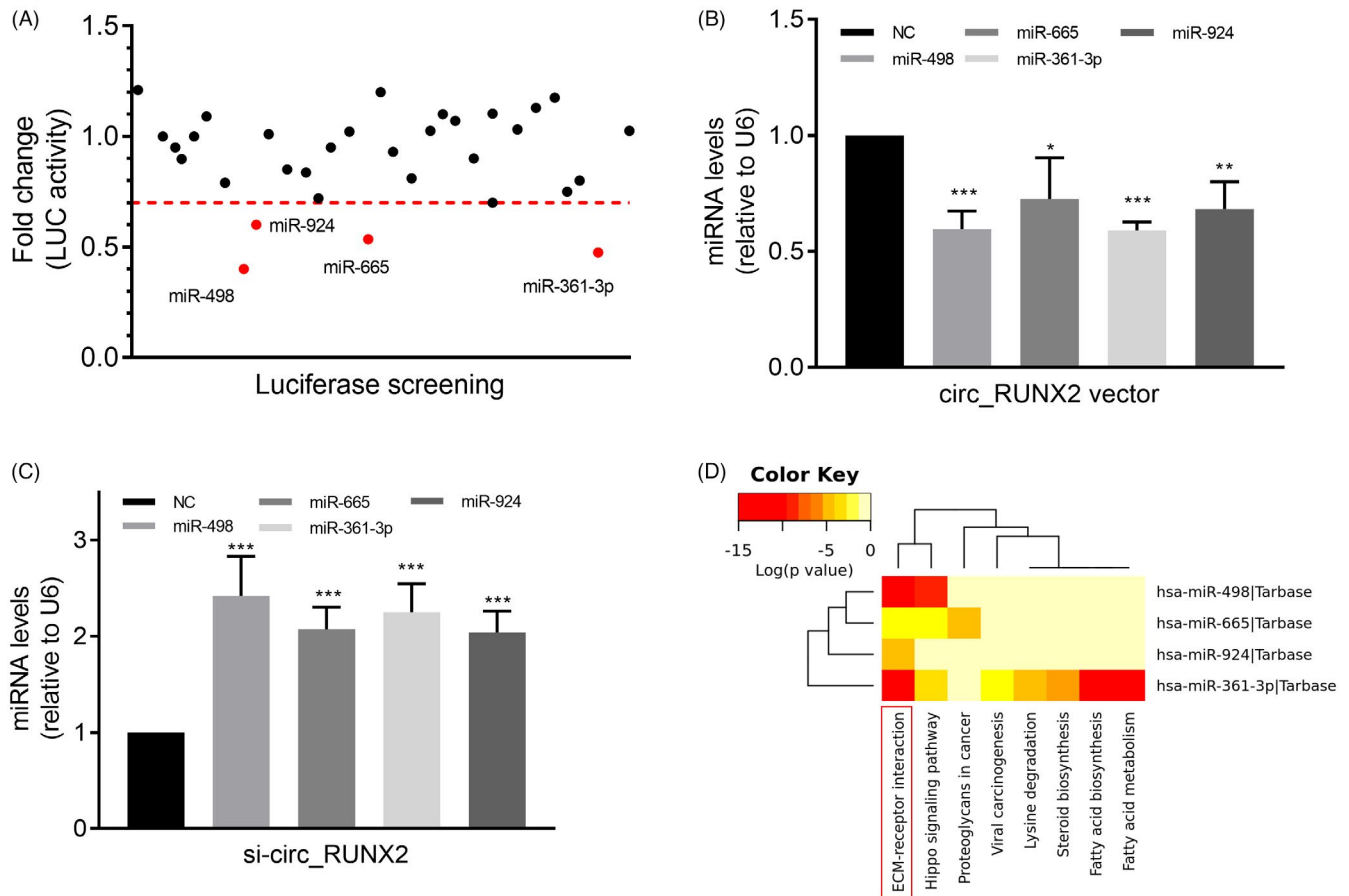 (A)
1.5
1.0
0.5
0.0
Fold change
(LUC activity)
miR-924
miR-665
miR-498
miR-361-3p
Luciferase screening
(B)
1.5
1.0
0.5
0.0
miRNA levels
(relative to U6)
NC
miR-665
miR-924
miR-498
miR-361-3p
***
*
***
**
circ_RUNX2 vector
(C)
3
2
1
0
miRNA levels
(relative to U6)
NC
miR-665
miR-924
miR-498
miR-361-3p
***
***
***
***
si-circ_RUNX2
(D)
Color Key
-15
-5
0
Log(p value)
hsa-miR-498|Tarbase
hsa-miR-665|Tarbase
hsa-miR-924|Tarbase
hsa-miR-361-3p|Tarbase
ECM-receptor interaction
Hippo signaling pathway
Proteoglycans in cancer
Viral carcinogenesis
Lysine degradation
Steroid biosynthesis
Fatty acid biosynthesis
Fatty acid metabolism